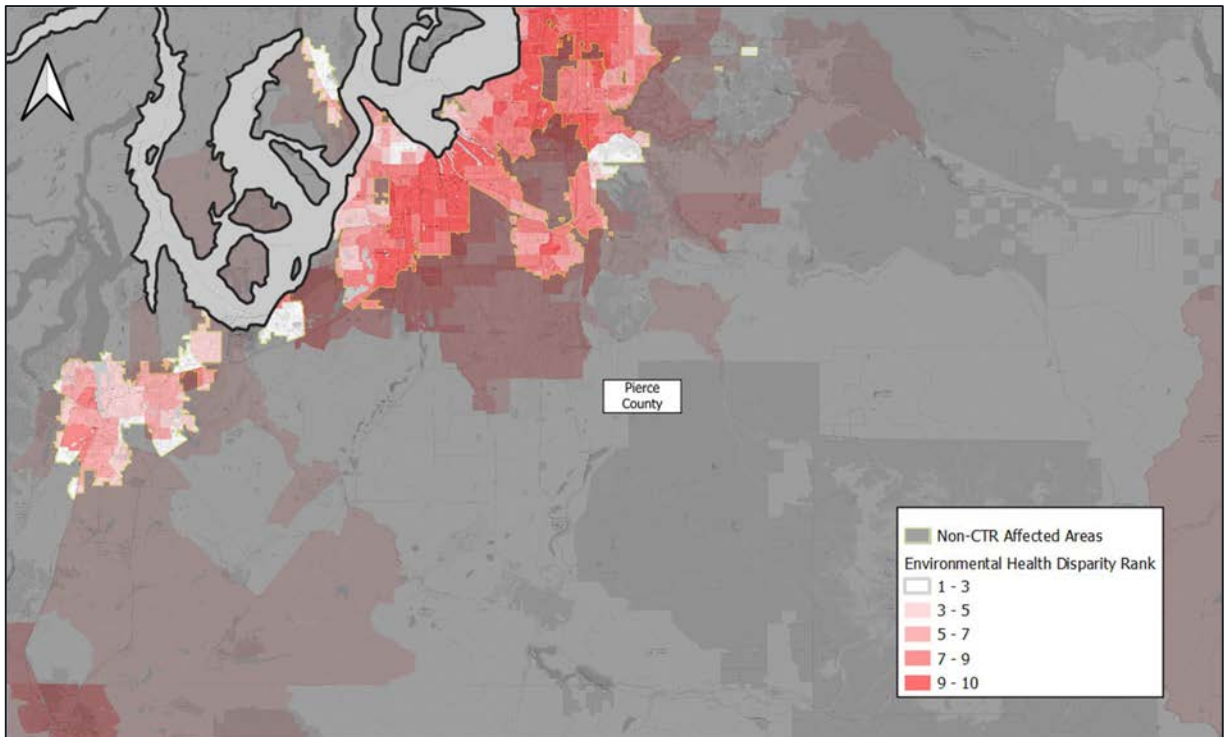 Pierce
County
Non-CTR Affected Areas
Environmental Health Disparity Rank
1 - 3
3 - 5
5 - 7
7 - 9
9 - 10